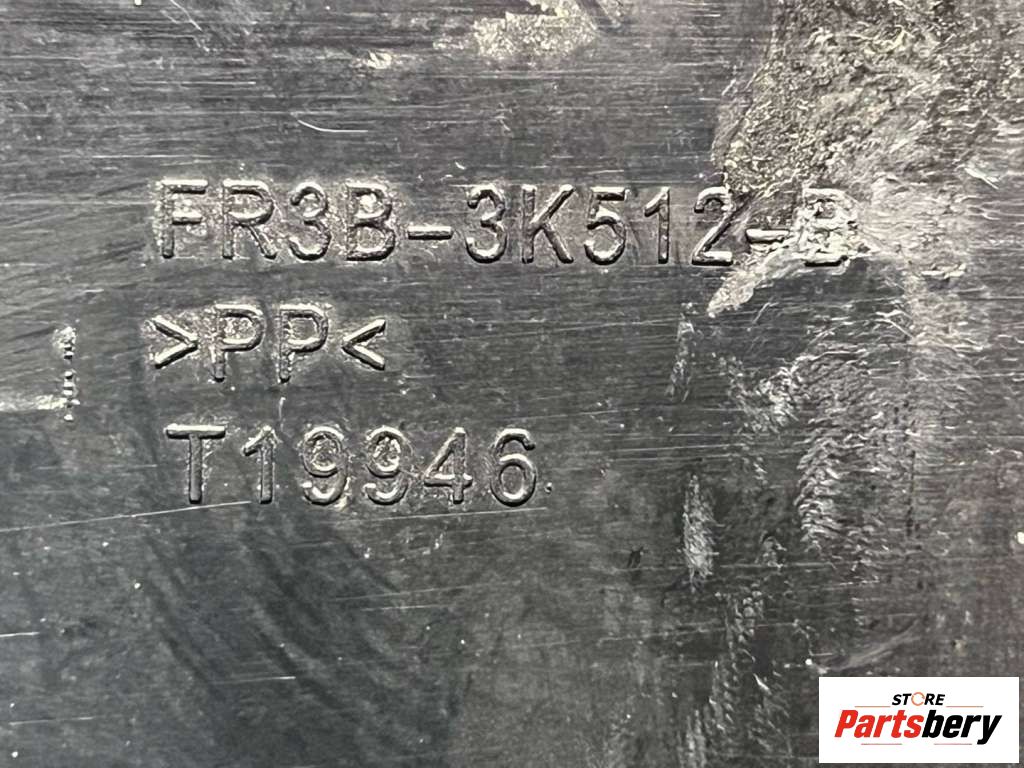 FR3B-3K512-B
>PP<
T19946
STORE
Partsbery